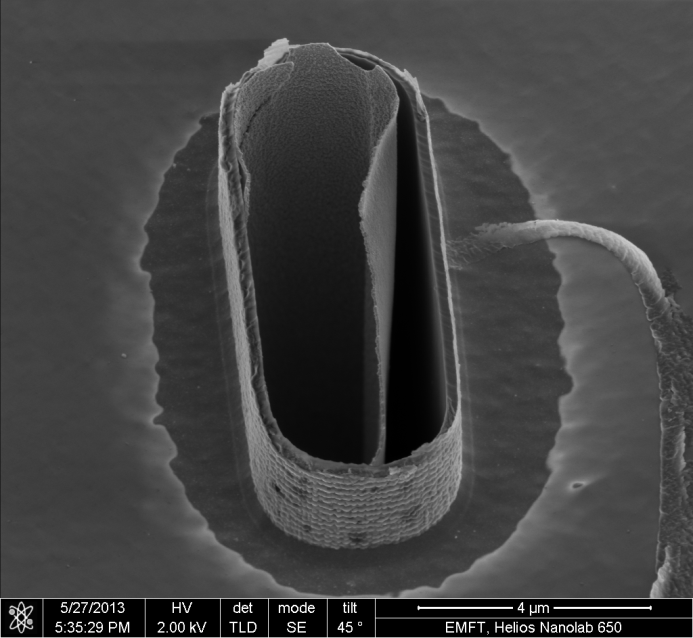 5/27/2013
5:35:29 PM
HV
2.00 kV
det
TLD
mode
SE
tilt
45 °
4 µm
EMFT, Helios Nanolab 650